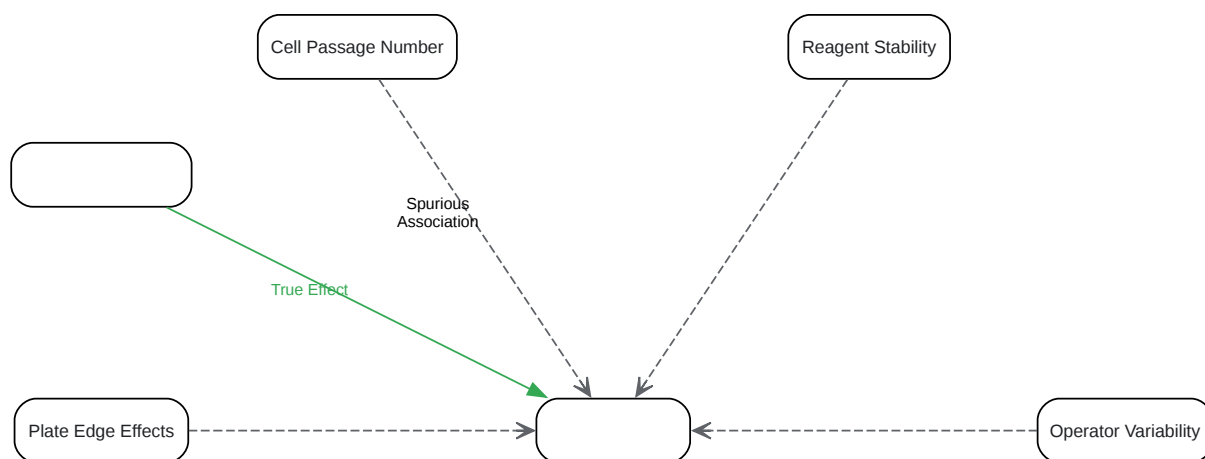 Cell Passage Number
Reagent Stability
Spurious
Association
True Effect
Plate Edge Effects
Operator Variability